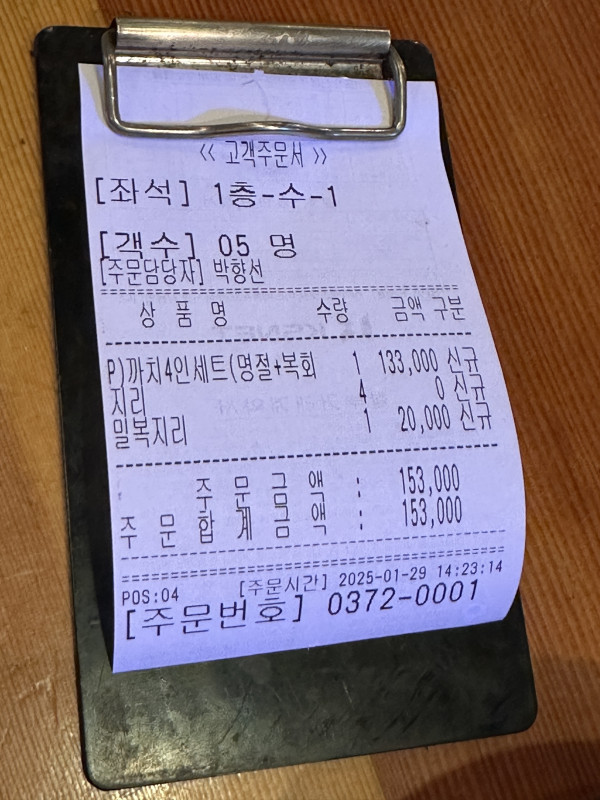 << 고객주문서 >>
[좌석] 1층-수-1
[객수] 05 명
[주문담당자] 박향선
상 품 명 수량 금액 구분
P)까치4인세트(명절+복회 1 133,000 신규
지리 4 0 신규
밀복지리 1 20,000 신규
주 문 금 액 : 153,000
주 문 합 계 금 액 : 153,000
POS:04 [주문시간] 2025-01-29 14:23:14
[주문번호] 0372-0001